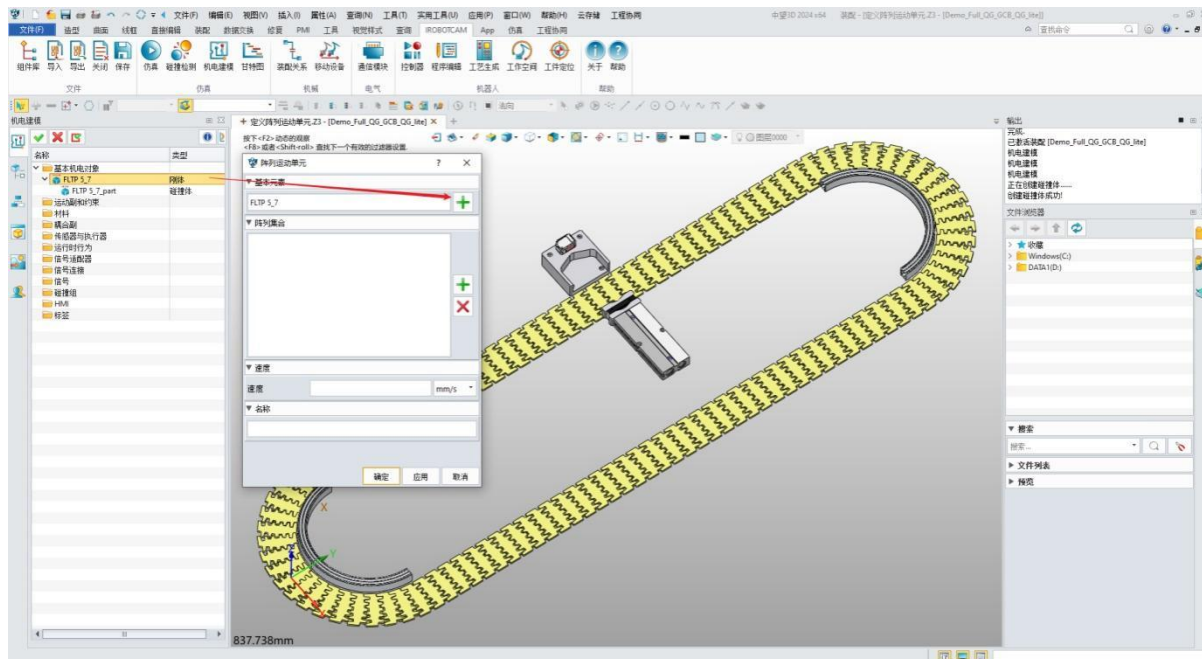 文件(F) 编辑(E) 视图(V) 插入(I) 属性(A) 查询(N) 工具(T) 实用工具(U) 应用(P) 窗口(W) 帮助(H) 云存储 工程协同
中望3D 2024 x64 装配 - [定义阵列运动单元.Z3 - [Demo_Full_QG_GCB_QG_lite]]
文件(F) 造型 曲面 线框 直接编辑 装配 数据交换 修复 PMI 工具 视觉样式 查询 IROBOTCAM App 仿真 工程协同
查找命令
组件库 导入 导出 关闭 保存 仿真 碰撞检测 机电建模 甘特图 装配关系 移动设备 通信模块 控制器 程序编辑 工艺生成 工作空间 工件定位 关于 帮助
文件 仿真 机械 电气 机器人 帮助
机电建模
定义阵列运动单元.Z3 - [Demo_Full_QG_GCB_QG_lite]
输出
按下<F2>动态的观察
<F8> 或者<Shift-roll> 查找下一个有效的过滤器设置.
图层0000
完成.
已激活装配 [Demo_Full_QG_GCB_QG_lite]
机电建模
机电建模
机电建模
正在创建碰撞体......
创建碰撞体成功!
名称 类型
基本机电对象
FLTP 5_7 刚体
FLTP 5_7_part 碰撞体
运动副和约束
材料
耦合副
传感器与执行器
运行时行为
信号适配器
信号连接
信号
碰撞组
HMI
标签
阵列运动单元
基本元素
FLTP 5_7
阵列集合
速度
速度 mm/s
名称
确定 应用 取消
X
Y
837.738mm
文件浏览器
收藏
Windows(C:)
DATA1(D:)
搜索
搜索...
文件列表
预览